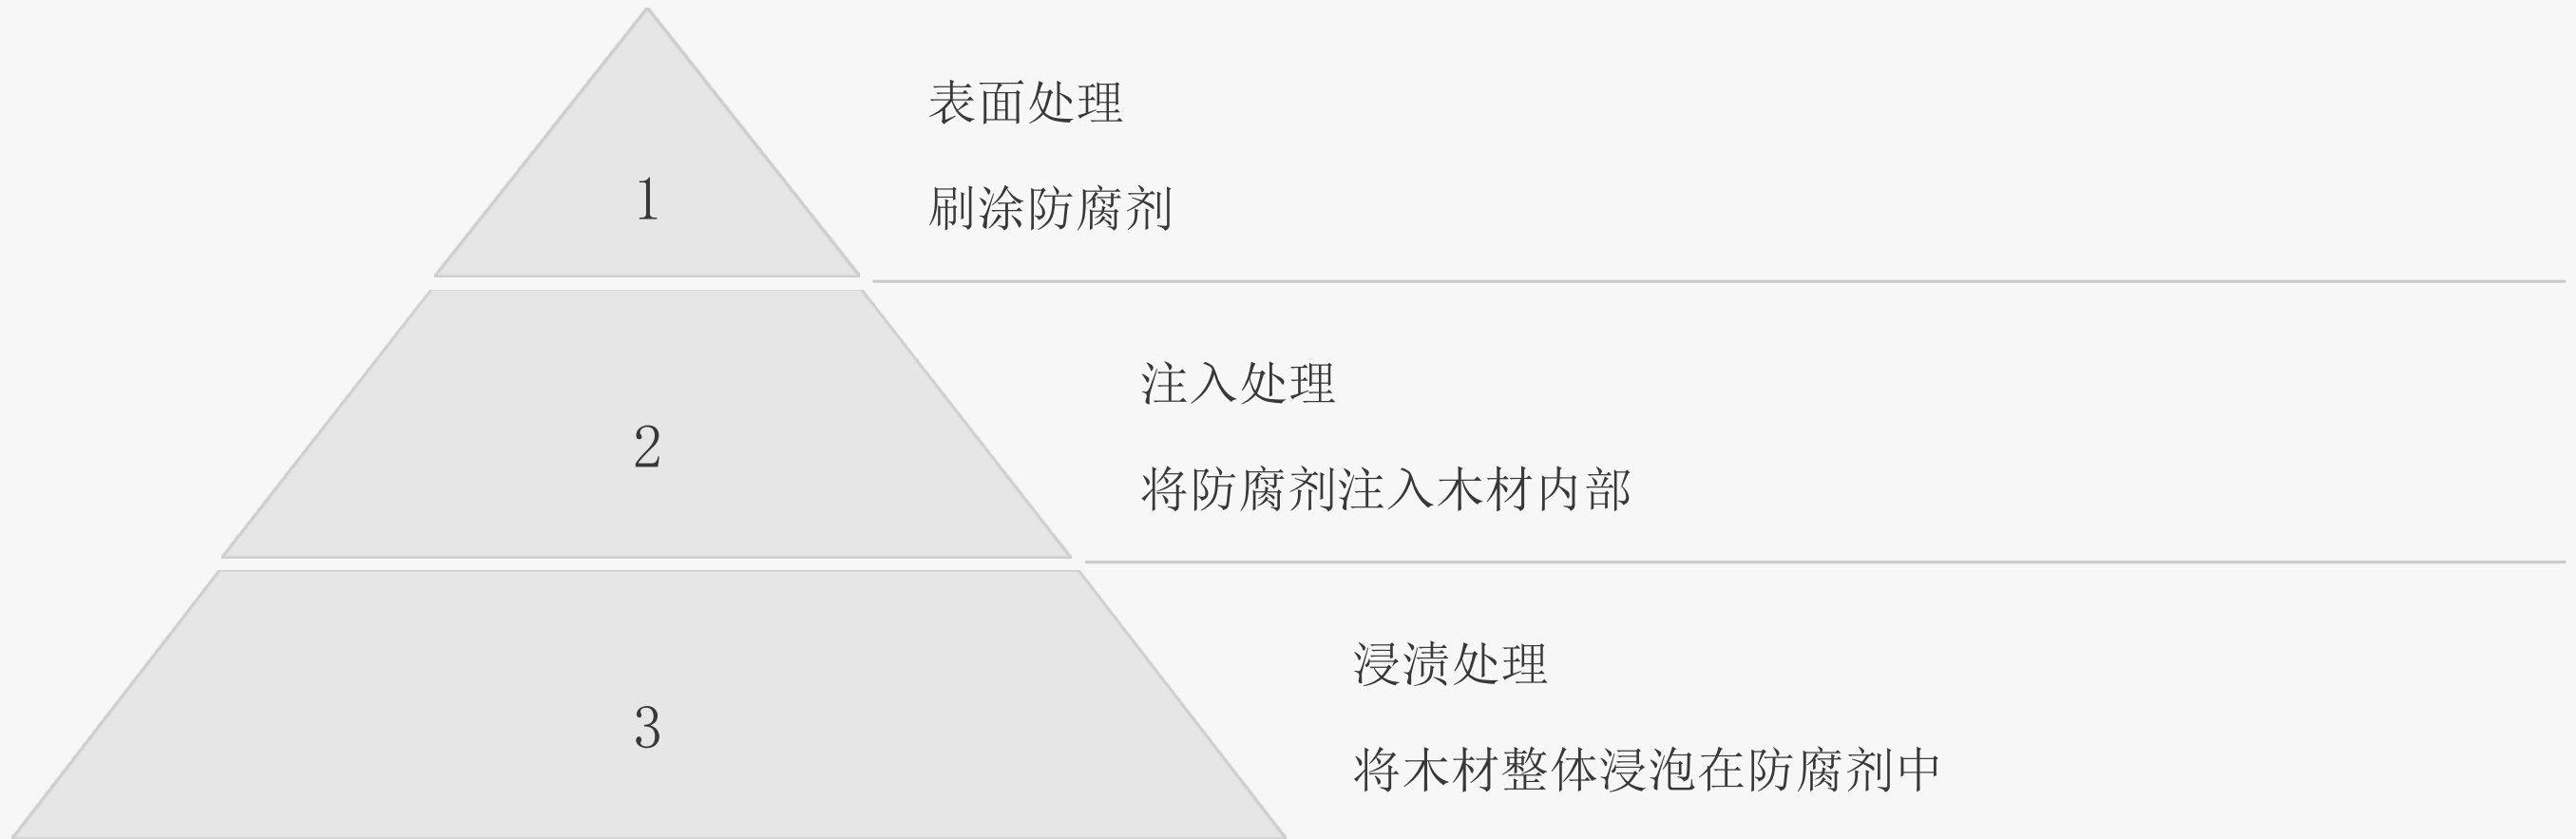 1
表面处理
刷涂防腐剂
2
注入处理
将防腐剂注入木材内部
3
浸渍处理
将木材整体浸泡在防腐剂中